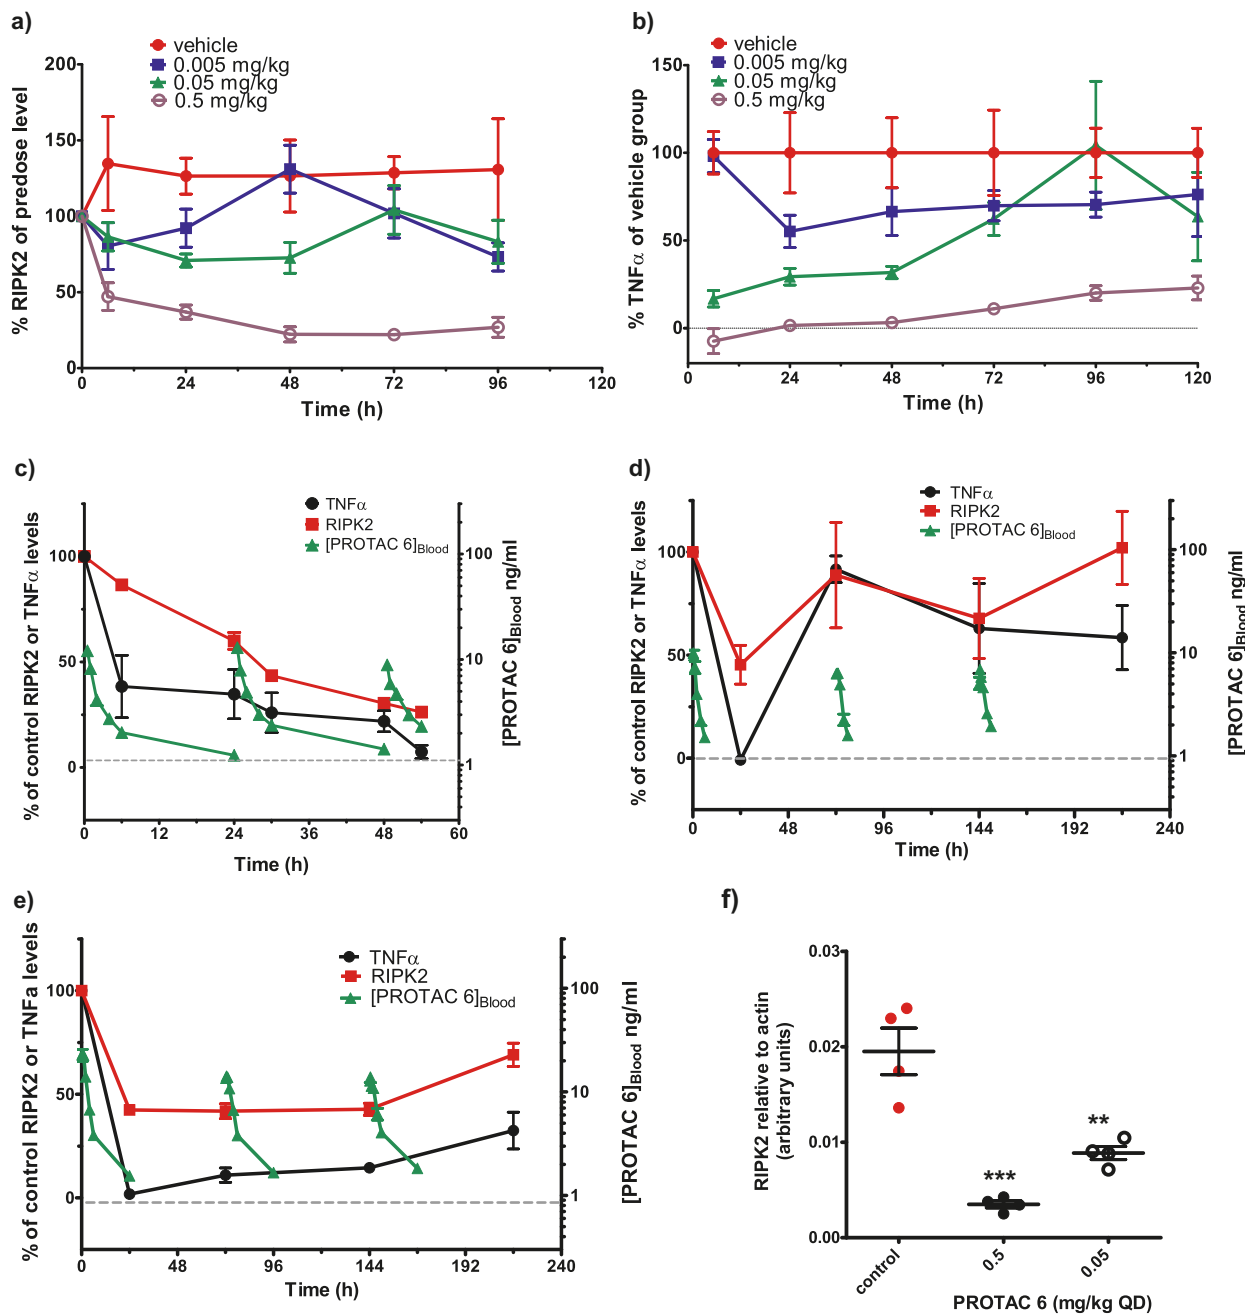 a)
vehicle
0.005 mg/kg
0.05 mg/kg
0.5 mg/kg
% RIPK2 of predose level
200
150
100
50
0
0 24 48 72 96 120
Time (h)
b)
vehicle
0.005 mg/kg
0.05 mg/kg
0.5 mg/kg
% TNFα of vehicle group
150
100
50
0
0 24 48 72 96 120
Time (h)
c)
TNFα
RIPK2
[PROTAC 6]Blood
% of control RIPK2 or TNFα levels
100
50
0
[PROTAC 6]Blood ng/ml
100
10
1
0 12 24 36 48 60
Time (h)
d)
TNFα
RIPK2
[PROTAC 6]Blood
% of control RIPK2 or TNFα levels
100
50
0
[PROTAC 6]Blood ng/ml
100
10
1
0 48 96 144 192 240
Time (h)
e)
TNFα
RIPK2
[PROTAC 6]Blood
% of control RIPK2 or TNFa levels
100
50
0
[PROTAC 6]Blood ng/ml
100
10
1
0 48 96 144 192 240
Time (h)
f)
RIPK2 relative to actin
(arbitrary units)
0.03
0.02
0.01
0.00
***
**
control 0.5 0.05
PROTAC 6 (mg/kg QD)